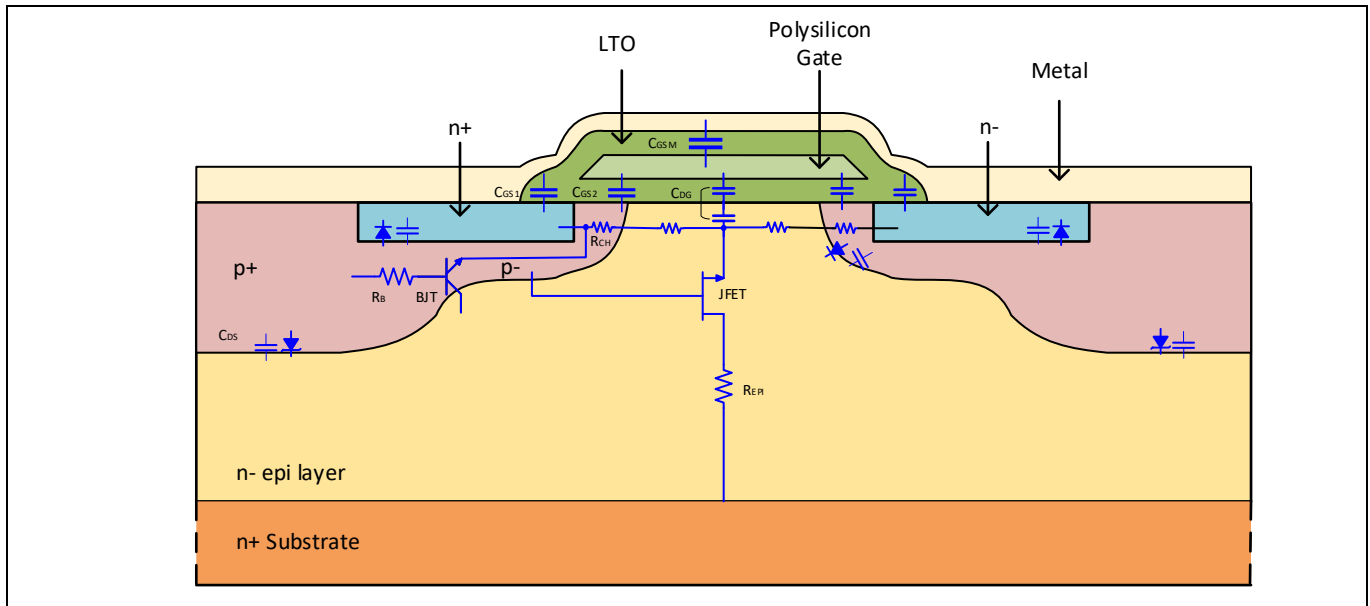 LTO
Polysilicon
Gate
Metal
n+
n-
CGSM
CGS1
CGS2
CDG
RCH
p+
p-
RB
BJT
JFET
CDS
REPI
n- epi layer
n+ Substrate